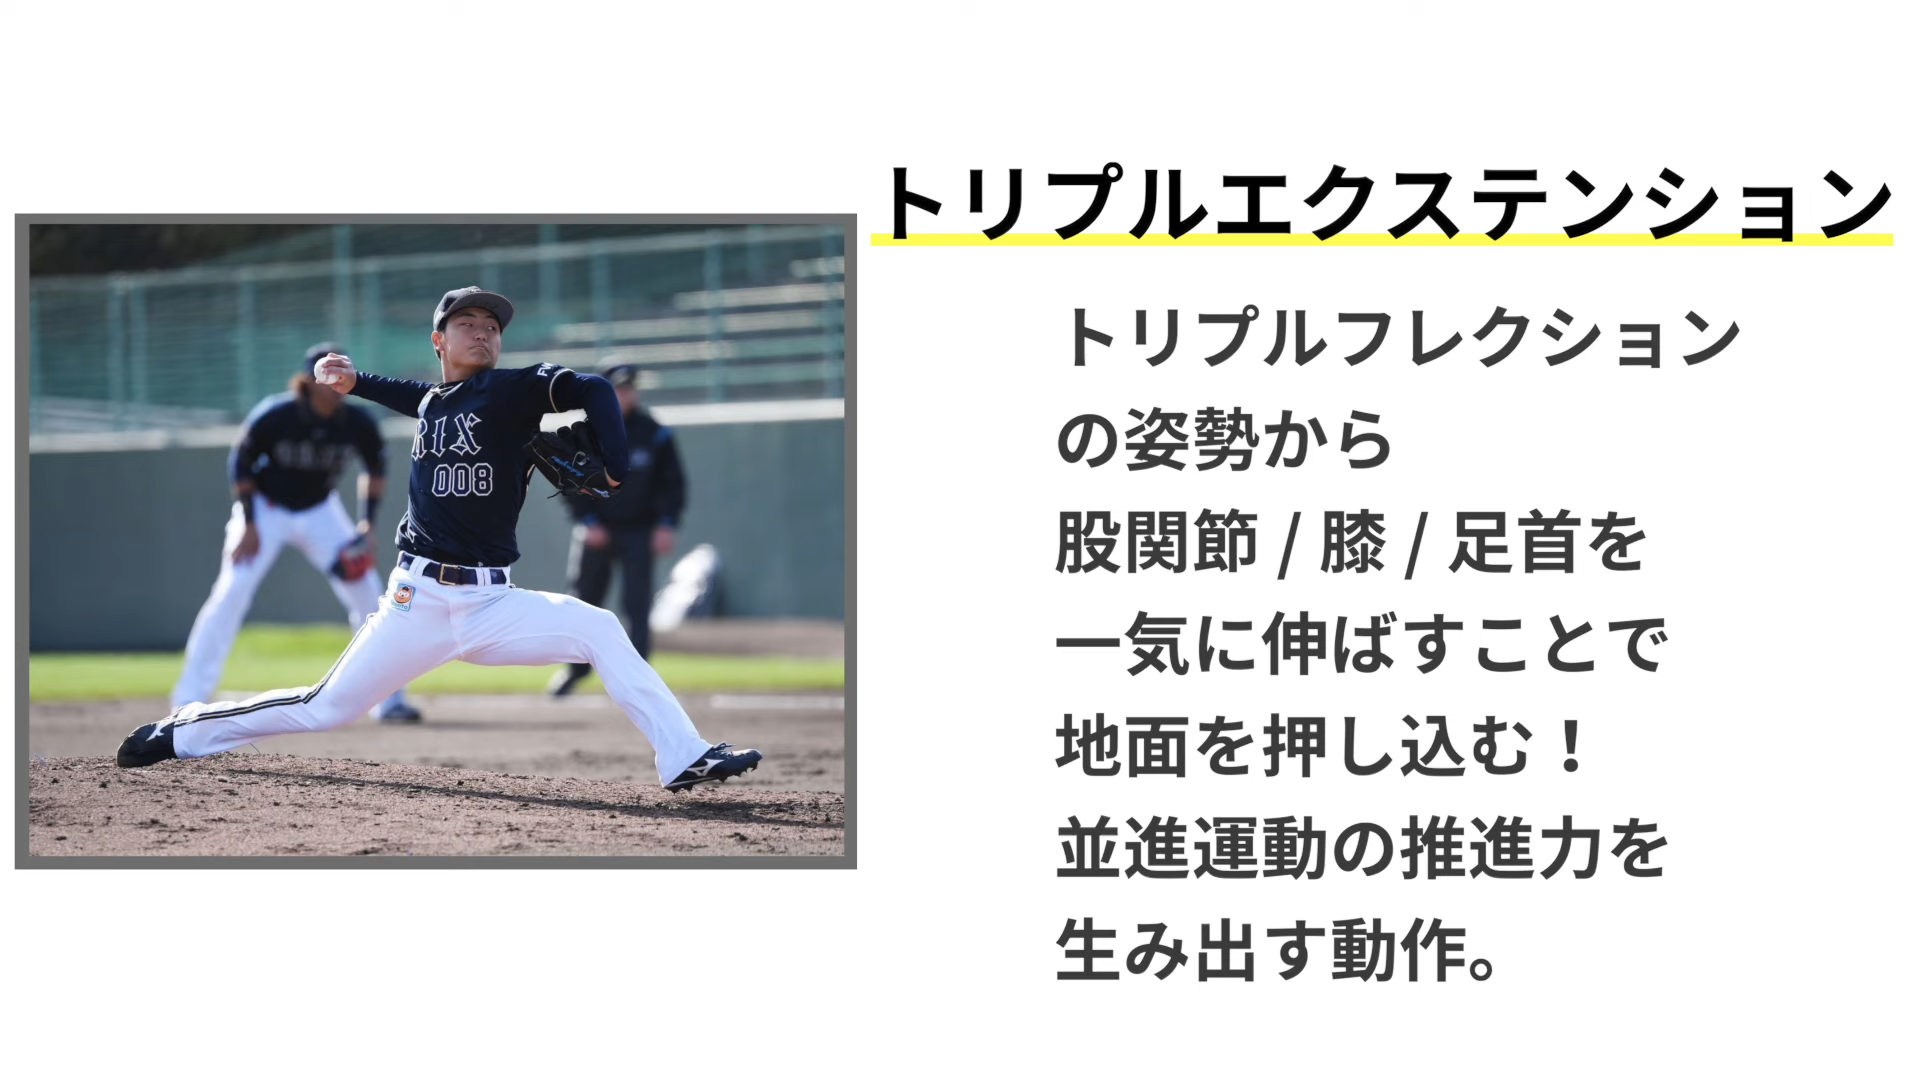 トリプルエクステンション
トリプルフレクション
の姿勢から
股関節 / 膝 / 足首を
一気に伸ばすことで
地面を押し込む！
並進運動の推進力を
生み出す動作。
RIX
008